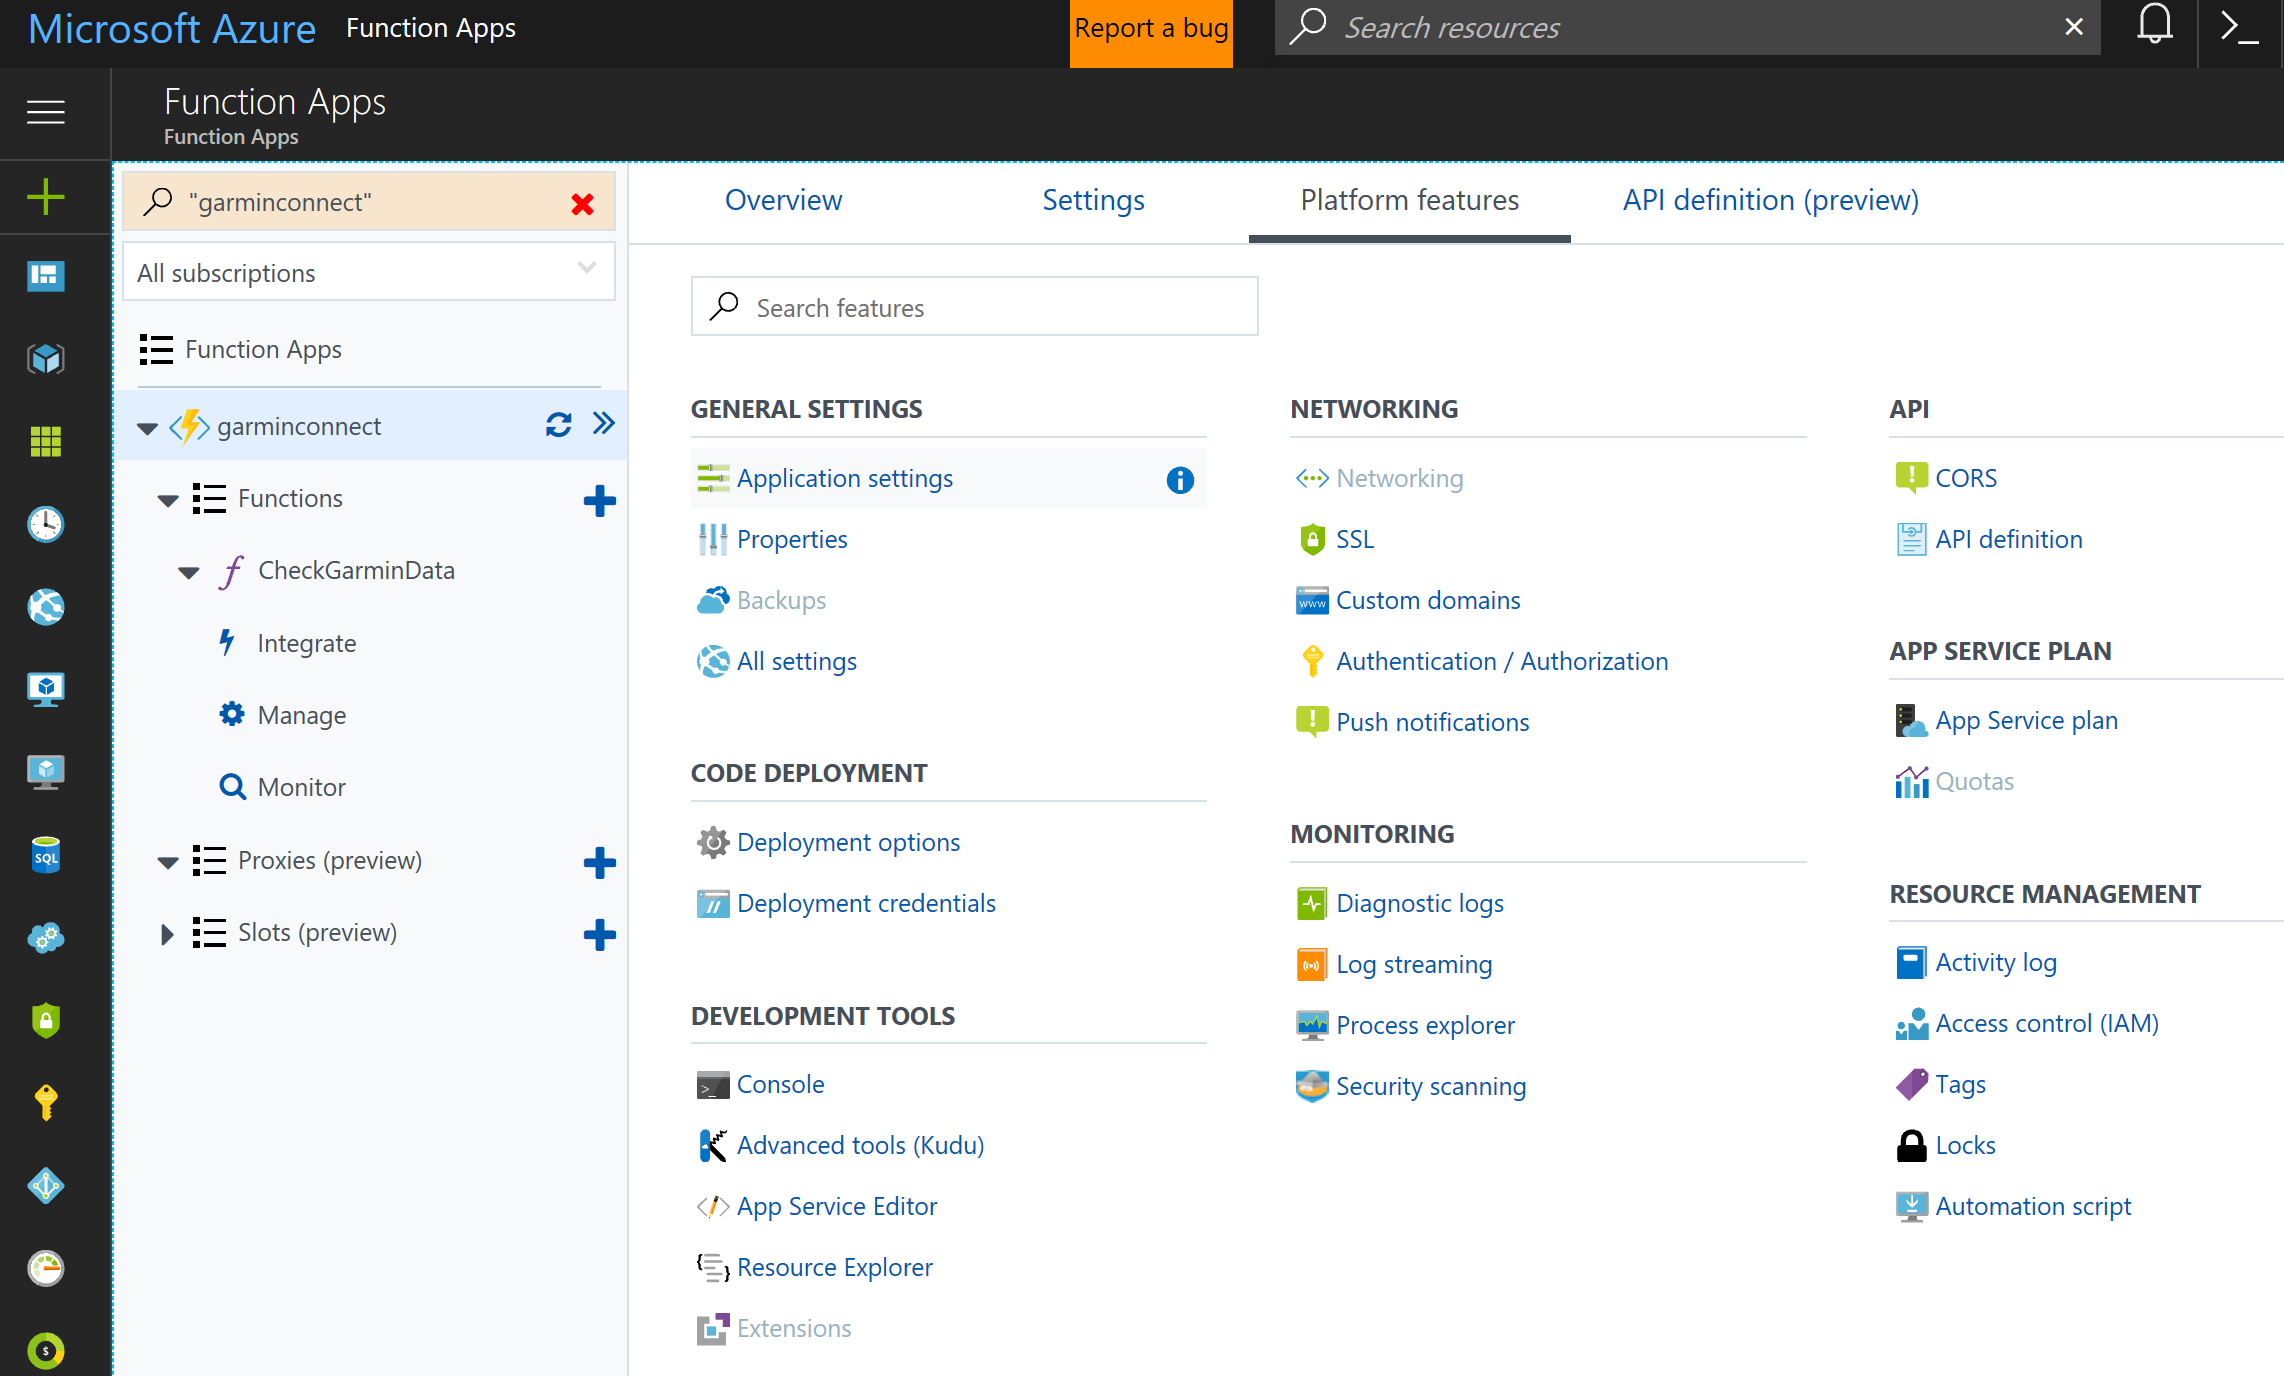 Microsoft Azure Function Apps
Report a bug
Search resources
Function Apps
Function Apps
"garminconnect"
All subscriptions
Function Apps
garminconnect
Functions
CheckGarminData
Integrate
Manage
Monitor
Proxies (preview)
Slots (preview)
Overview
Settings
Platform features
API definition (preview)
Search features
GENERAL SETTINGS
Application settings
Properties
Backups
All settings
CODE DEPLOYMENT
Deployment options
Deployment credentials
DEVELOPMENT TOOLS
Console
Advanced tools (Kudu)
App Service Editor
Resource Explorer
Extensions
NETWORKING
Networking
SSL
Custom domains
Authentication / Authorization
Push notifications
MONITORING
Diagnostic logs
Log streaming
Process explorer
Security scanning
API
CORS
API definition
APP SERVICE PLAN
App Service plan
Quotas
RESOURCE MANAGEMENT
Activity log
Access control (IAM)
Tags
Locks
Automation script
SQL
www